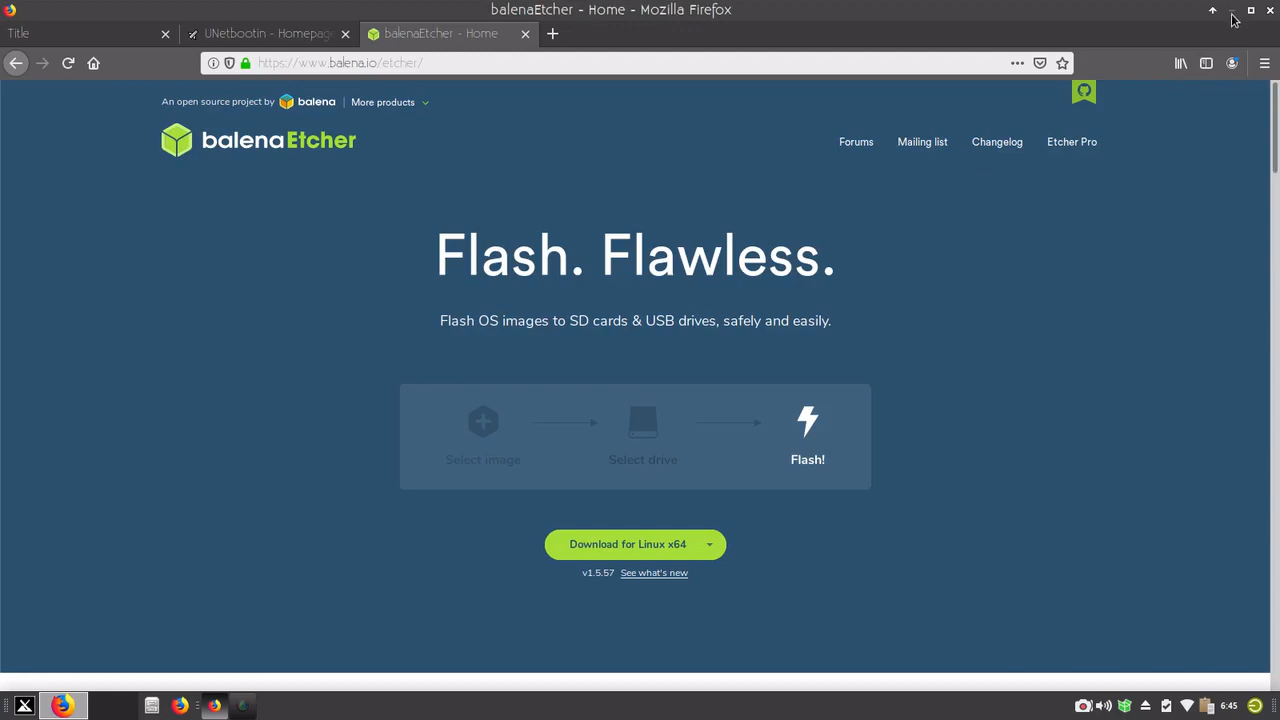 balenaEtcher - Home - Mozilla Firefox
Title
UNetbootin - Homepage
balenaEtcher - Home
https://www.balena.io/etcher/
An open source project by balena
More products
balenaEtcher
Forums
Mailing list
Changelog
Etcher Pro
Flash. Flawless.
Flash OS images to SD cards & USB drives, safely and easily.
Select image
Select drive
Flash!
Download for Linux x64
v1.5.57 See what's new
6:45